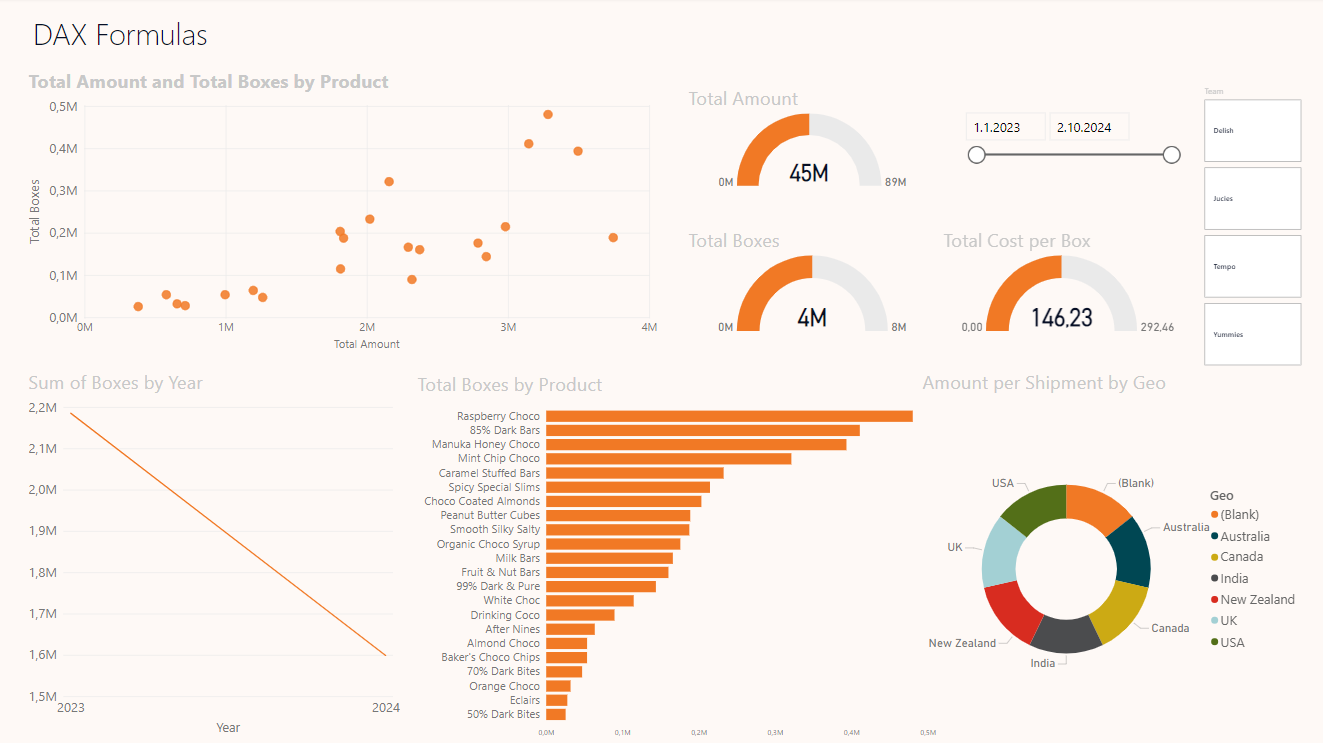 DAX Formulas
Total Amount and Total Boxes by Product
0,5M
0,4M
0,3M
0,2M
0,1M
0,0M
Total Boxes
0M 1M 2M 3M 4M
Total Amount
Total Amount
45M
0M 89M
1.1.2023 2.10.2024
Team
Delish
Jucies
Tempo
Yummies
Total Boxes
4M
0M 8M
Total Cost per Box
146,23
0,00 292,46
Sum of Boxes by Year
2,2M
2,1M
2,0M
1,9M
1,8M
1,7M
1,6M
1,5M
2023 2024
Year
Total Boxes by Product
Raspberry Choco
85% Dark Bars
Manuka Honey Choco
Mint Chip Choco
Caramel Stuffed Bars
Spicy Special Slims
Choco Coated Almonds
Peanut Butter Cubes
Smooth Silky Salty
Organic Choco Syrup
Milk Bars
Fruit & Nut Bars
99% Dark & Pure
White Choc
Drinking Coco
After Nines
Almond Choco
Baker's Choco Chips
70% Dark Bites
Orange Choco
Eclairs
50% Dark Bites
0,0M 0,1M 0,2M 0,3M 0,4M 0,5M
Amount per Shipment by Geo
USA (Blank)
Australia
UK
Canada
New Zealand
India
Geo
(Blank)
Australia
Canada
India
New Zealand
UK
USA